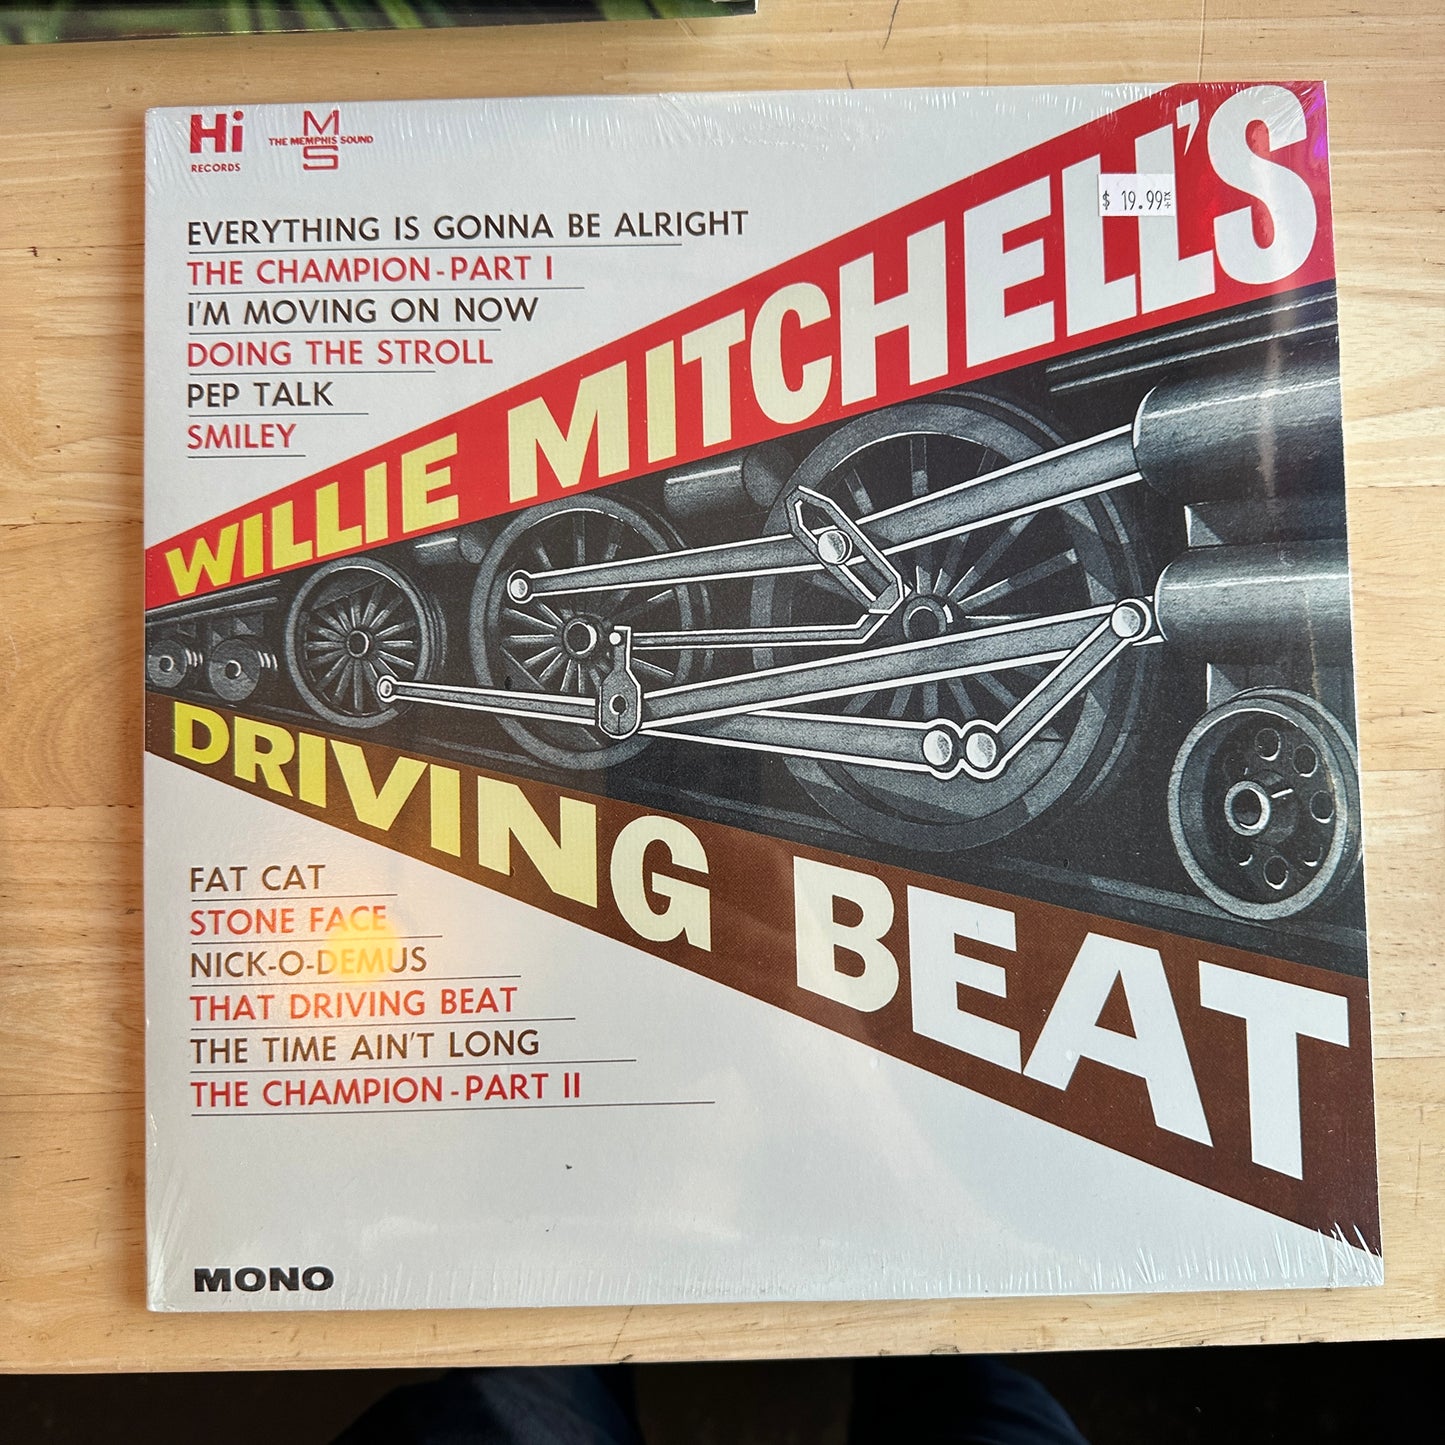 Hi
RECORDS
M
THE MEMPHIS SOUND
S
WILLIE MITCHELL'S
$ 19.99 +TX
EVERYTHING IS GONNA BE ALRIGHT
THE CHAMPION-PART I
I'M MOVING ON NOW
DOING THE STROLL
PEP TALK
SMILEY
DRIVING BEAT
FAT CAT
STONE FACE
NICK-O-DEMUS
THAT DRIVING BEAT
THE TIME AIN'T LONG
THE CHAMPION-PART II
MONO